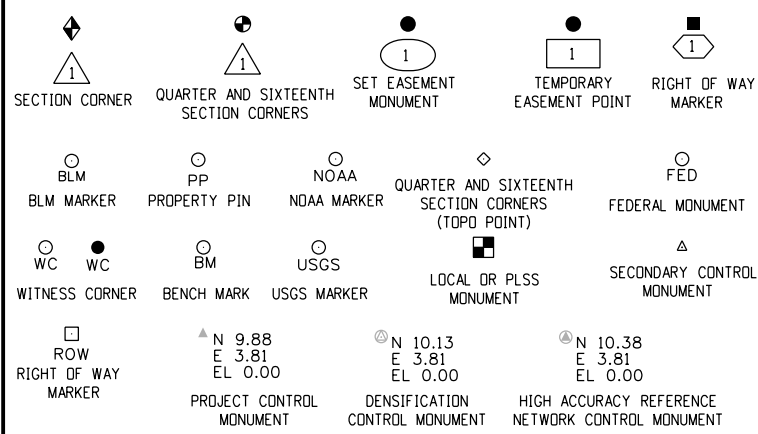 1
SECTION CORNER
1
QUARTER AND SIXTEENTH
SECTION CORNERS
1
SET EASEMENT
MONUMENT
1
TEMPORARY
EASEMENT POINT
1
RIGHT OF WAY
MARKER
BLM
BLM MARKER
PP
PROPERTY PIN
NOAA
NOAA MARKER
QUARTER AND SIXTEENTH
SECTION CORNERS
(TOPO POINT)
FED
FEDERAL MONUMENT
WC WC
WITNESS CORNER
BM
BENCH MARK
USGS
USGS MARKER
LOCAL OR PLSS
MONUMENT
SECONDARY CONTROL
MONUMENT
ROW
RIGHT OF WAY
MARKER
N 9.88
E 3.81
EL 0.00
PROJECT CONTROL
MONUMENT
N 10.13
E 3.81
EL 0.00
DENSIFICATION
CONTROL MONUMENT
N 10.38
E 3.81
EL 0.00
HIGH ACCURACY REFERENCE
NETWORK CONTROL MONUMENT